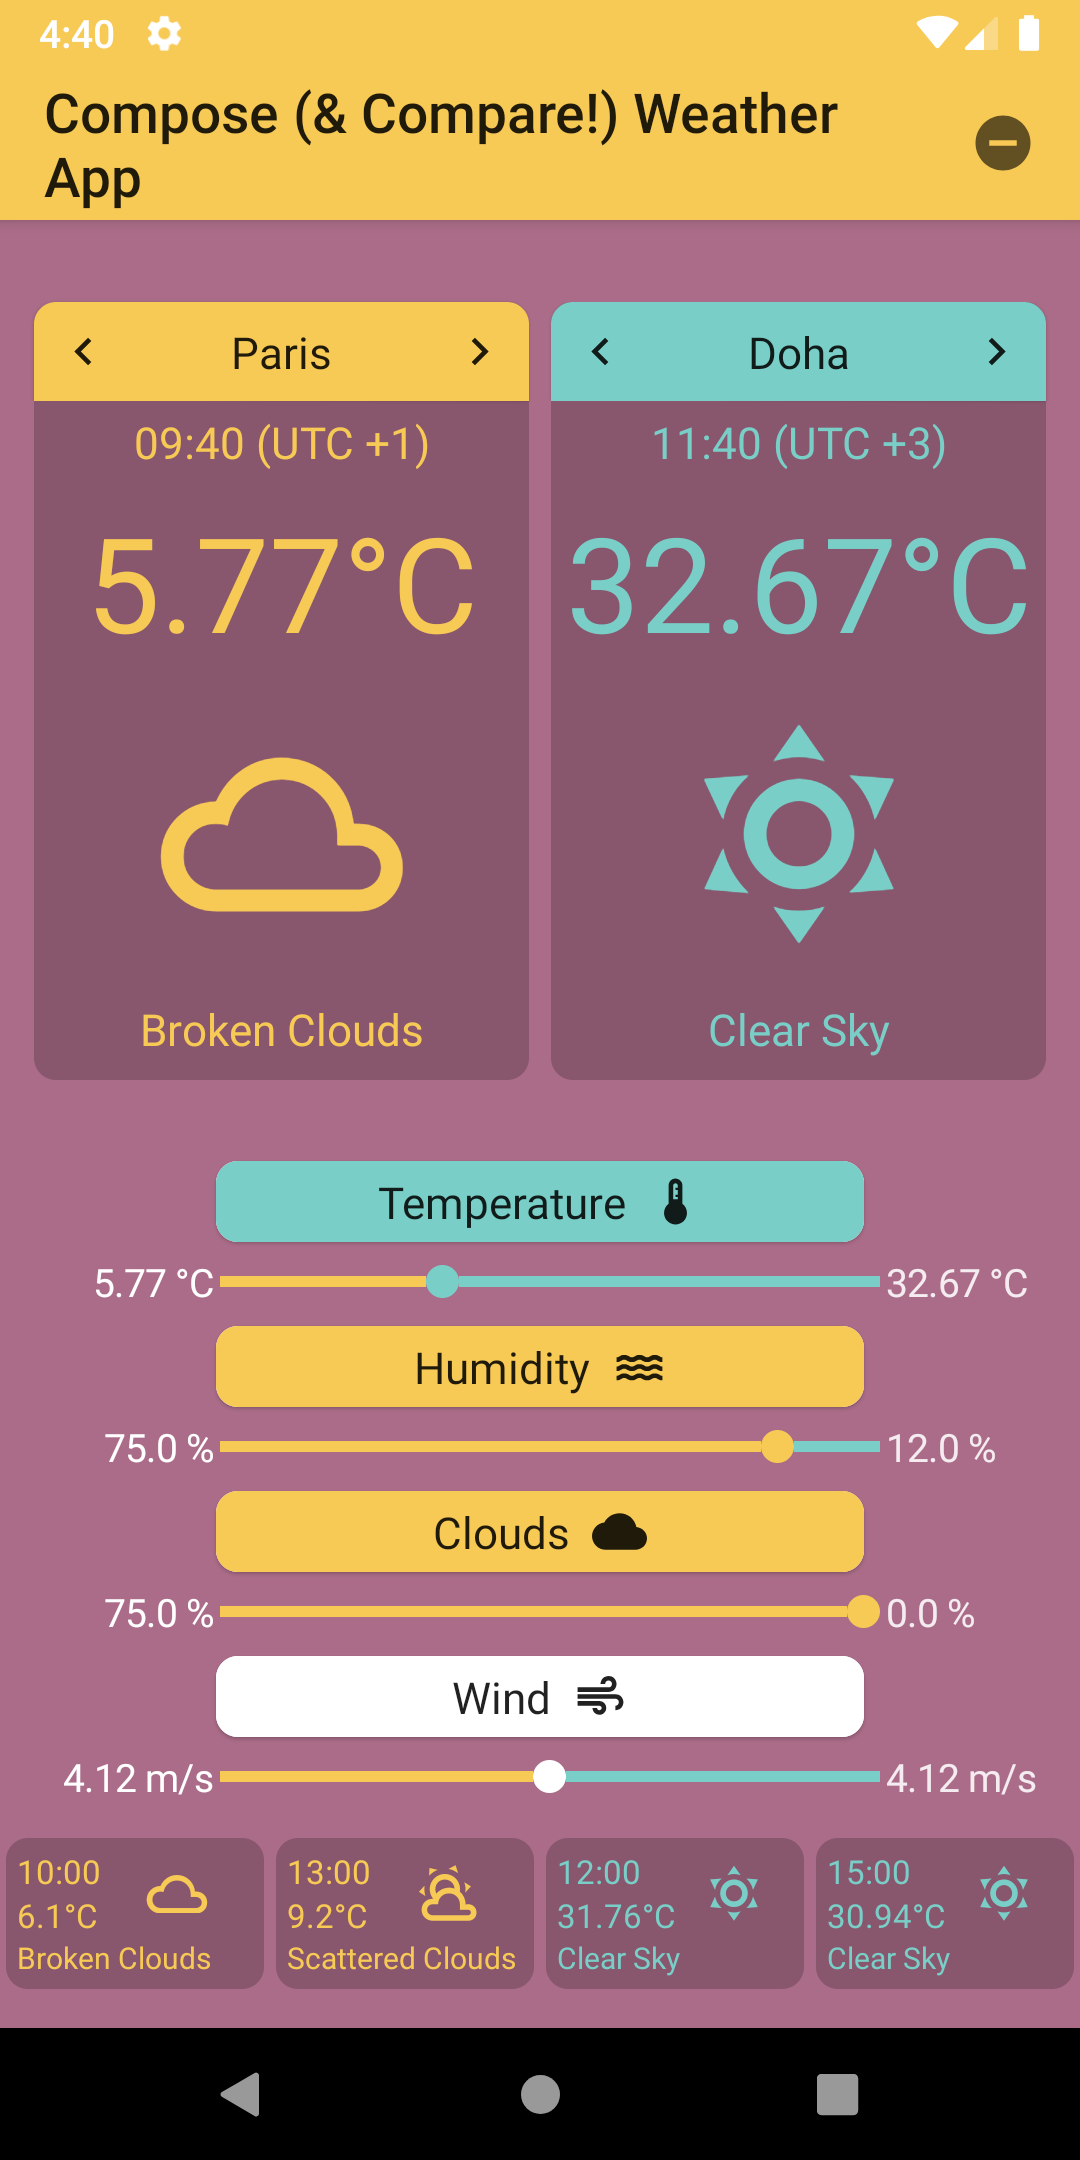 4:40
Compose (& Compare!) Weather
App
Paris
Doha
09:40 (UTC +1)
11:40 (UTC +3)
5.77°C
32.67°C
Broken Clouds
Clear Sky
Temperature
5.77 °C
32.67 °C
Humidity
75.0 %
12.0 %
Clouds
75.0 %
0.0 %
Wind
4.12 m/s
4.12 m/s
10:00
6.1°C
Broken Clouds
13:00
9.2°C
Scattered Clouds
12:00
31.76°C
Clear Sky
15:00
30.94°C
Clear Sky